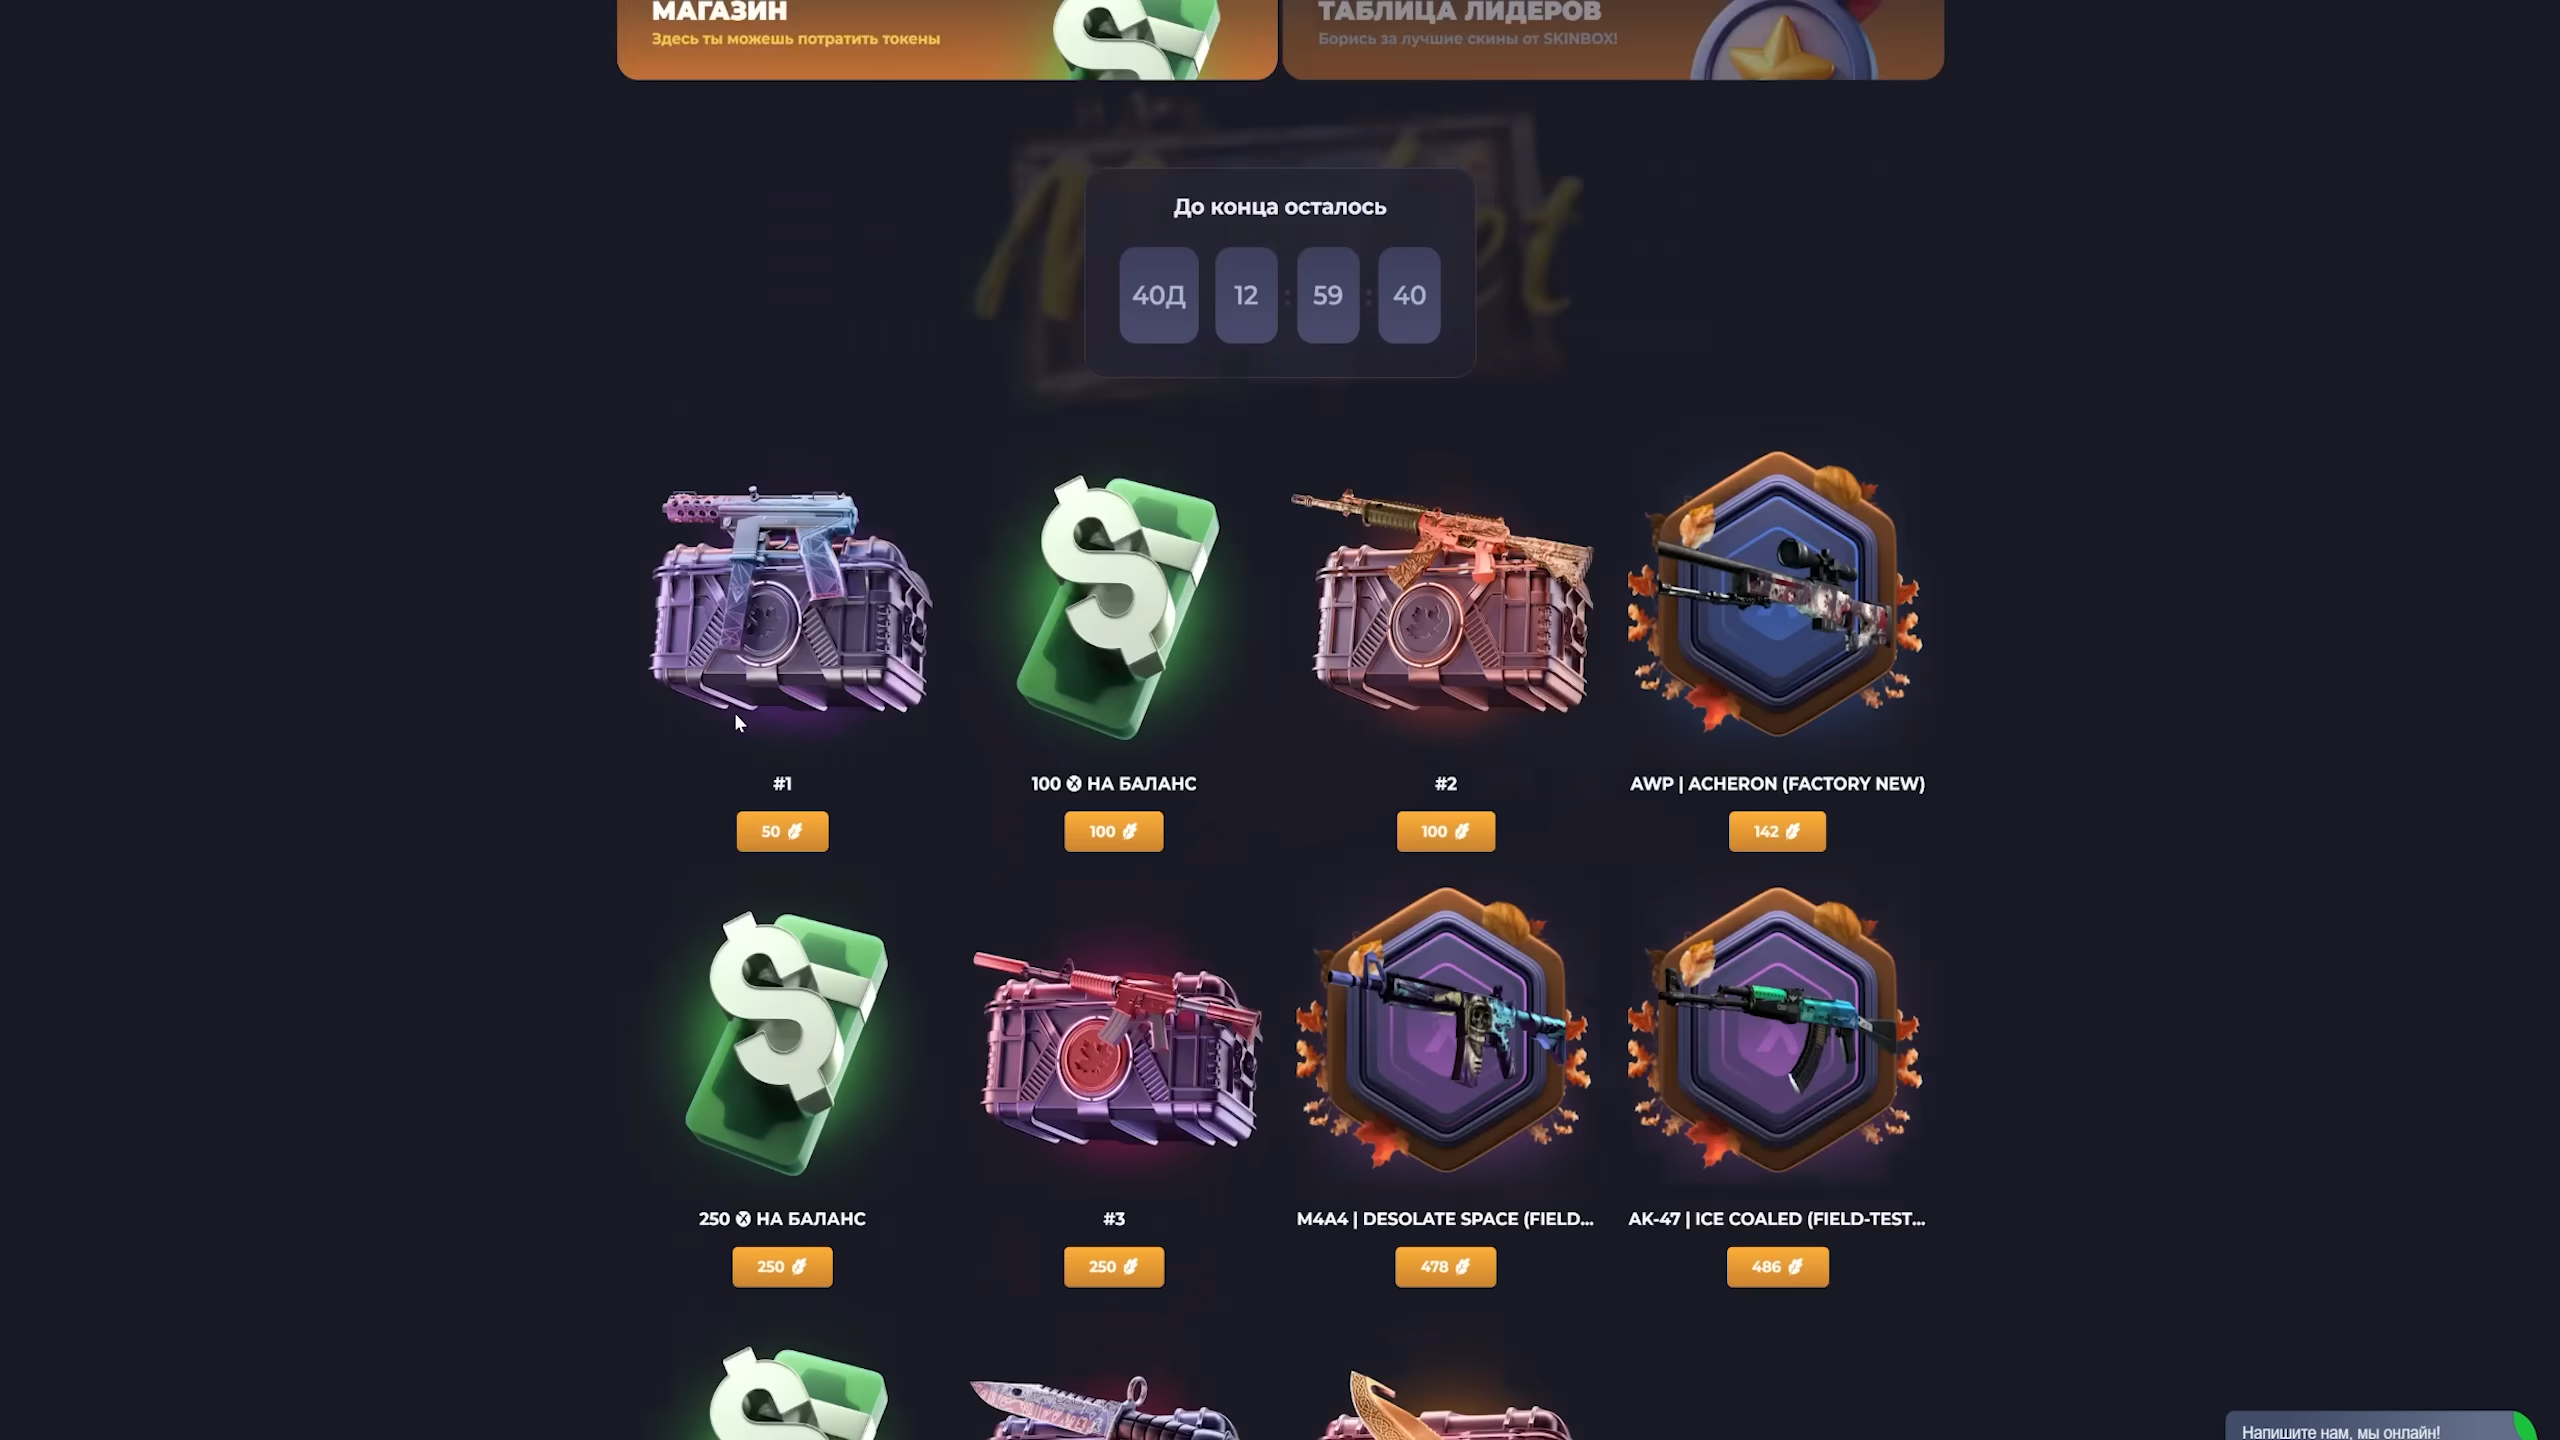 МАГАЗИН
Здесь ты можешь потратить токены
ТАБЛИЦА ЛИДЕРОВ
Борись за лучшие скины от SKINBOX!
До конца осталось
40Д 12 : 59 : 40
#1
50
100 НА БАЛАНС
100
#2
100
AWP | ACHERON (FACTORY NEW)
142
250 НА БАЛАНС
250
#3
250
M4A4 | DESOLATE SPACE (FIELD...
478
AK-47 | ICE COALED (FIELD-TEST...
486
Напишите нам, мы онлайн!